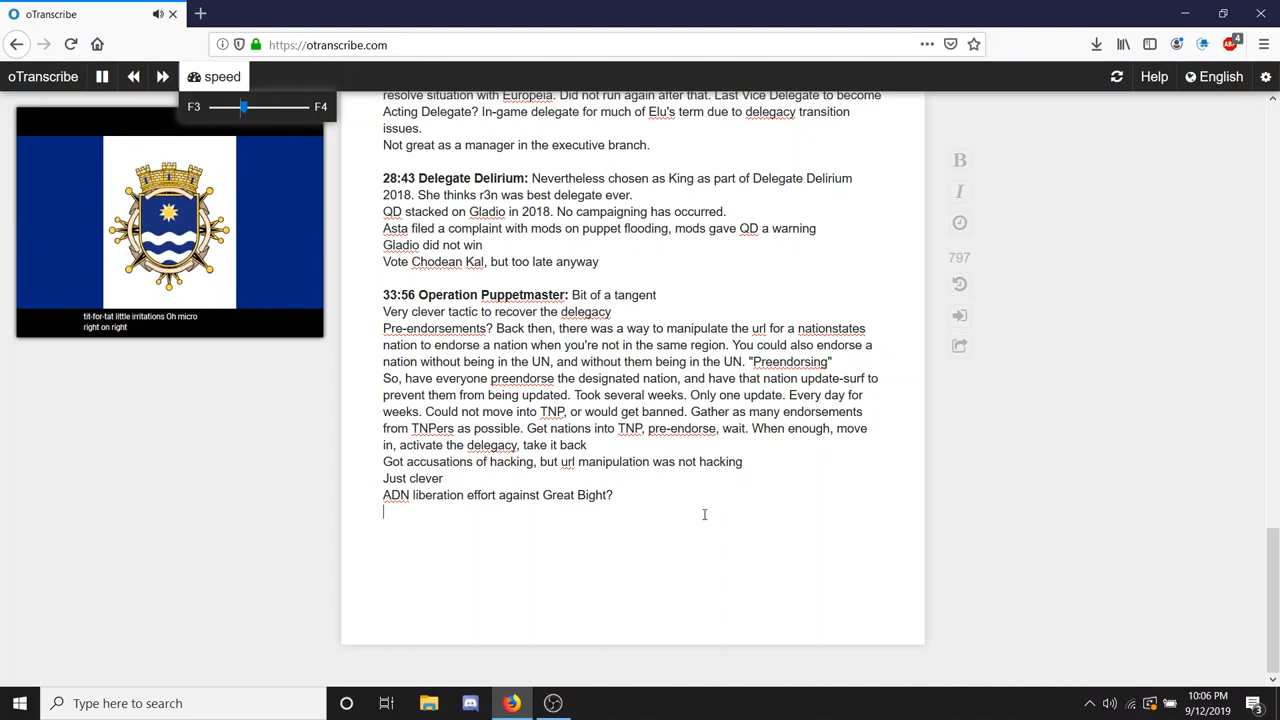 oTranscribe
https://otranscribe.com
4
oTranscribe
speed
Help
English
F3
F4
tit-for-tat little irritations Oh micro
right on right
resolve situation with Europeia. Did not run again after that. Last Vice Delegate to become
Acting Delegate? In-game delegate for much of Elu's term due to delegacy transition
issues.
Not great as a manager in the executive branch.
28:43 Delegate Delirium: Nevertheless chosen as King as part of Delegate Delirium
2018. She thinks r3n was best delegate ever.
QD stacked on Gladio in 2018. No campaigning has occurred.
Asta filed a complaint with mods on puppet flooding, mods gave QD a warning
Gladio did not win
Vote Chodean Kal, but too late anyway
33:56 Operation Puppetmaster: Bit of a tangent
Very clever tactic to recover the delegacy
Pre-endorsements? Back then, there was a way to manipulate the url for a nationstates
nation to endorse a nation when you're not in the same region. You could also endorse a
nation without being in the UN, and without them being in the UN. "Preendorsing"
So, have everyone preendorse the designated nation, and have that nation update-surf to
prevent them from being updated. Took several weeks. Only one update. Every day for
weeks. Could not move into TNP, or would get banned. Gather as many endorsements
from TNPers as possible. Get nations into TNP, pre-endorse, wait. When enough, move
in, activate the delegacy, take it back
Got accusations of hacking, but url manipulation was not hacking
Just clever
ADN liberation effort against Great Bight?
B
I
797
Type here to search
10:06 PM
9/12/2019
3